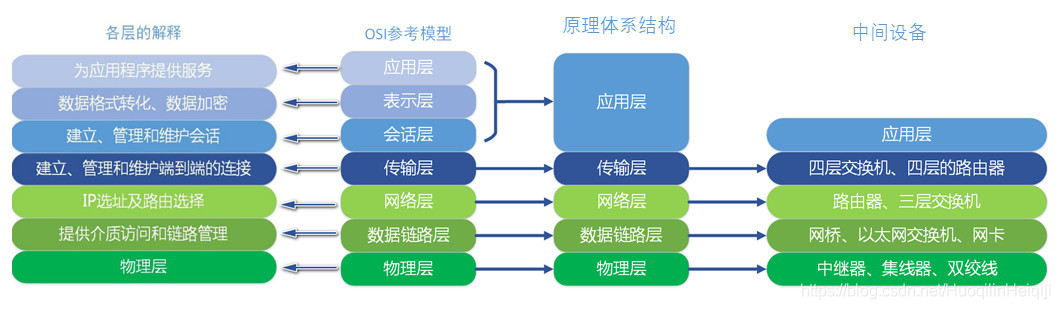 各层的解释
OSI参考模型
原理体系结构
中间设备
为应用程序提供服务
应用层
数据格式转化、数据加密
表示层
应用层
建立、管理和维护会话
会话层
应用层
建立、管理和维护端到端的连接
传输层
传输层
四层交换机、四层的路由器
IP选址及路由选择
网络层
网络层
路由器、三层交换机
提供介质访问和链路管理
数据链路层
数据链路层
网桥、以太网交换机、网卡
物理层
物理层
物理层
中继器、集线器、双绞线
https://blog.csdn.net/HuoqilinHeiqiji